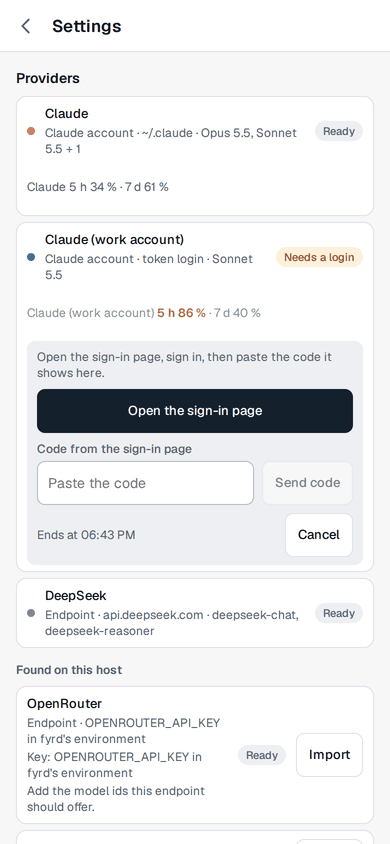 Settings
Providers
Claude
Claude account · ~/.claude · Opus 5.5, Sonnet
5.5 + 1
Ready
Claude 5 h 34 % · 7 d 61 %
Claude (work account)
Claude account · token login · Sonnet
5.5
Needs a login
Claude (work account) 5 h 86 % · 7 d 40 %
Open the sign-in page, sign in, then paste the code it
shows here.
Open the sign-in page
Code from the sign-in page
Paste the code
Send code
Ends at 06:43 PM
Cancel
DeepSeek
Endpoint · api.deepseek.com · deepseek-chat,
deepseek-reasoner
Ready
Found on this host
OpenRouter
Endpoint · OPENROUTER_API_KEY
in fyrd's environment
Key: OPENROUTER_API_KEY in
fyrd's environment
Add the model ids this endpoint
should offer.
Ready
Import